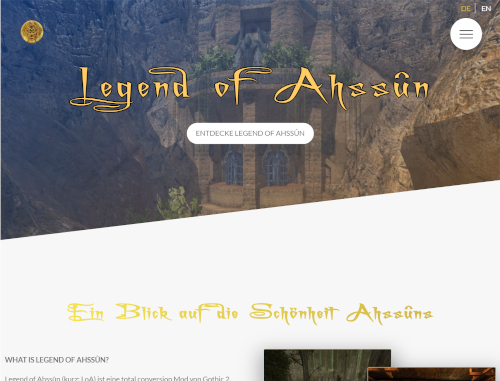 DE | EN
Legend of Ahssûn
ENTDECKE LEGEND OF AHSSÛN
Ein Blick auf die Schönheit Ahssûns
WHAT IS LEGEND OF AHSSÛN?
Legend of Ahssûn (kurz: LoA) ist eine total conversion Mod von Gothic 2